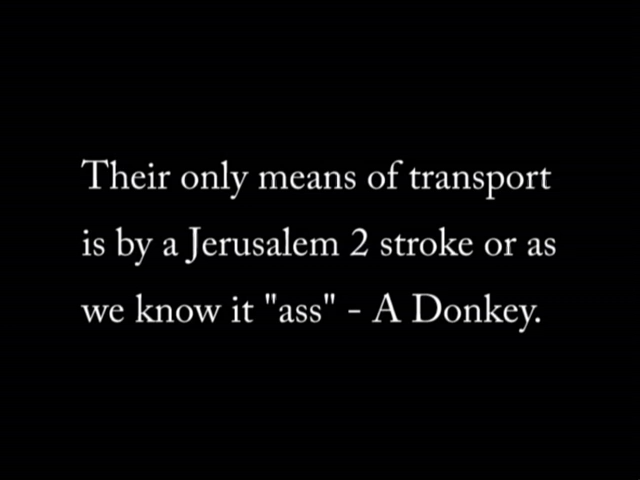 Their only means of transport
is by a Jerusalem 2 stroke or as
we know it "ass" - A Donkey.